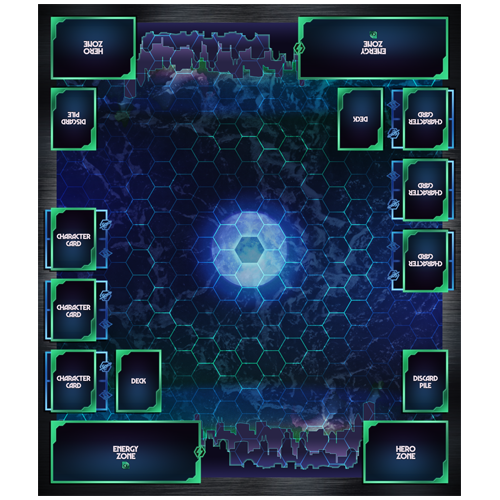 HERO
ZONE
ENERGY
ZONE
DISCARD
PILE
DECK
CHARACTER
CARD
CHARACTER
CARD
CHARACTER
CARD
CHARACTER
CARD
CHARACTER
CARD
CHARACTER
CARD
DECK
DISCARD
PILE
ENERGY
ZONE
HERO
ZONE